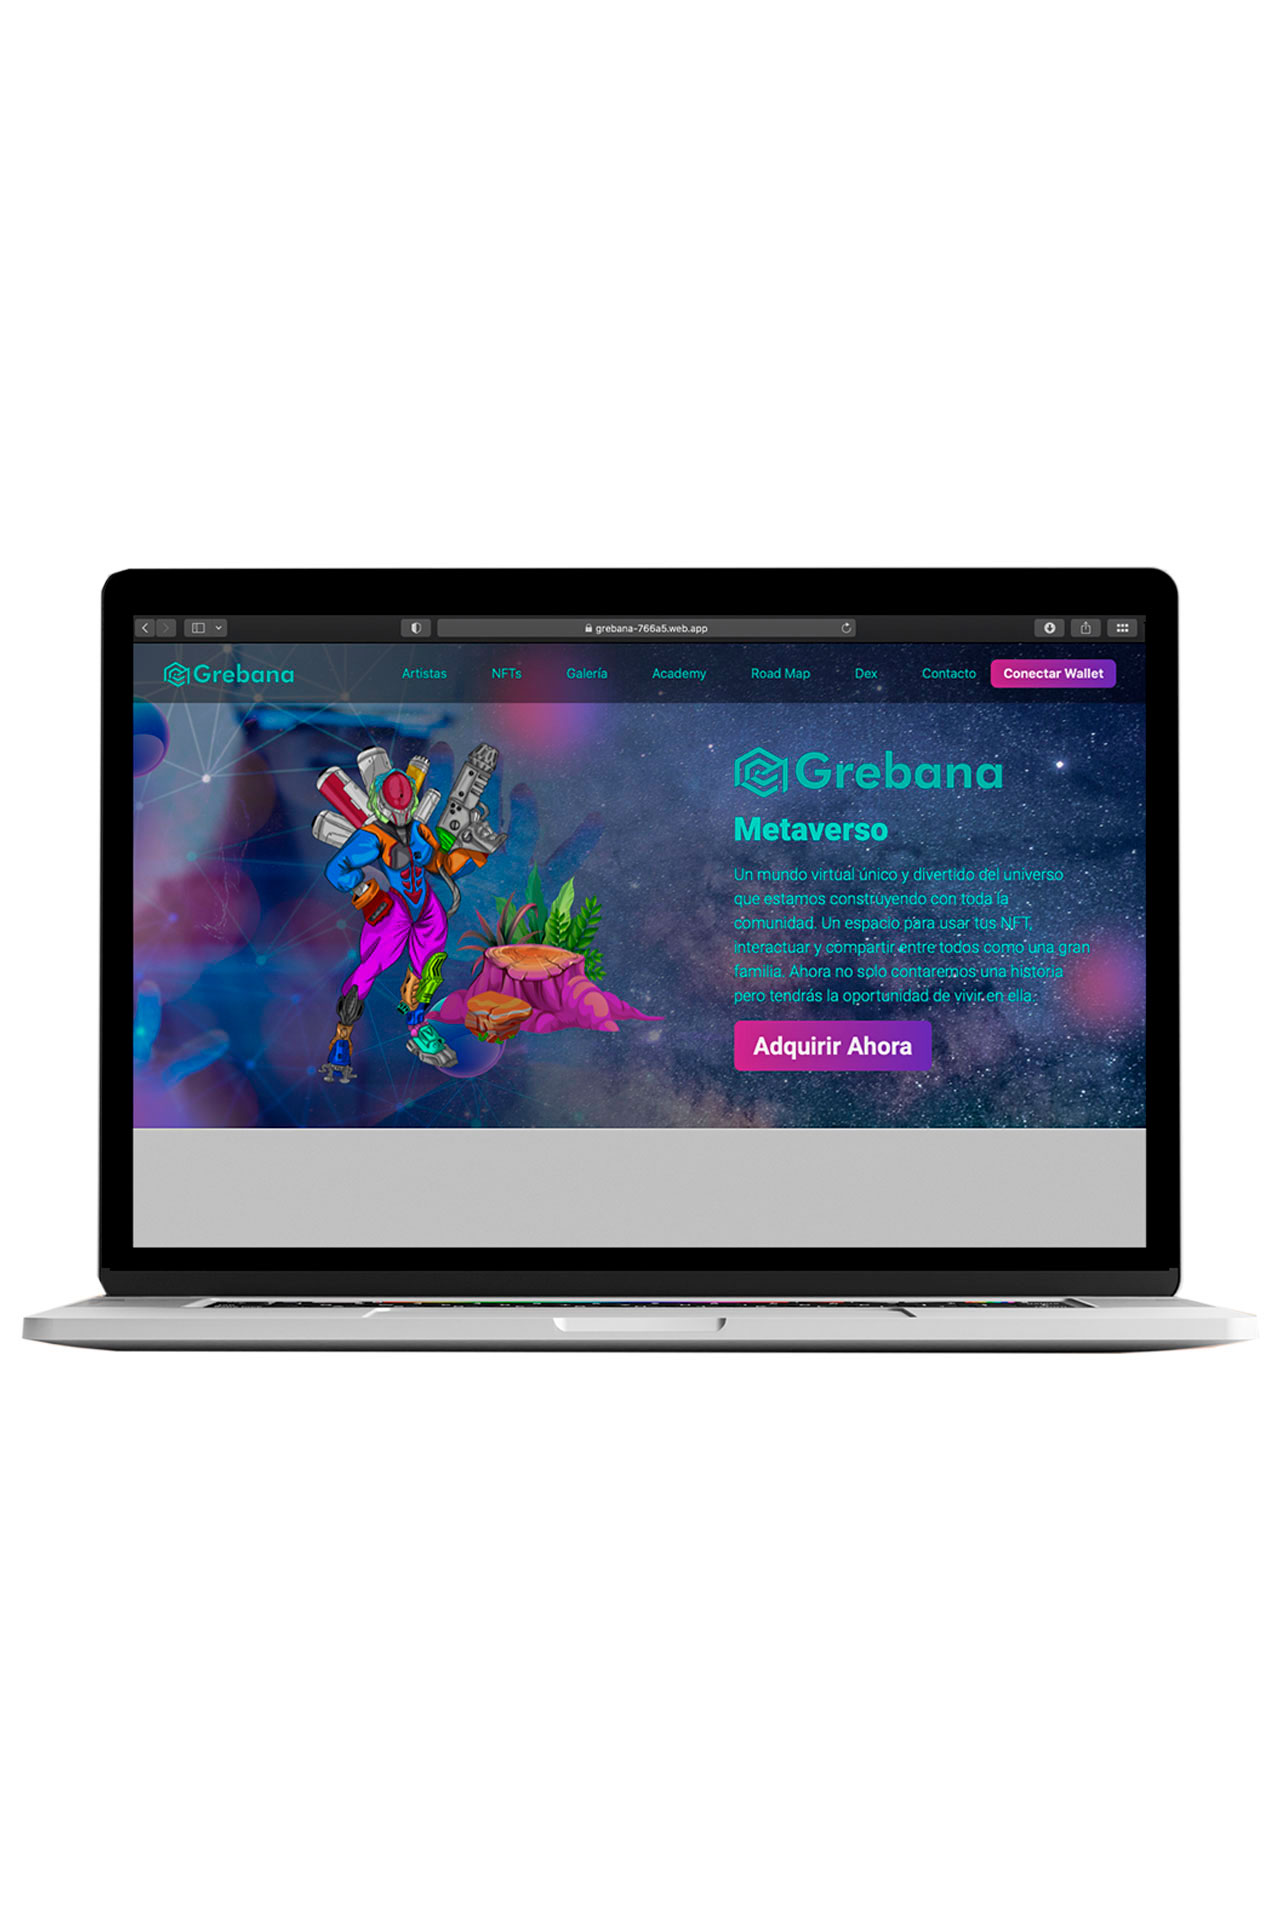 grebana-766a5.web.app
Grebana
Artistas NFTs Galería Academy Road Map Dex Contacto Conectar Wallet
Grebana
Metaverso
Un mundo virtual único y divertido del universo
que estamos construyendo con toda la
comunidad. Un espacio para usar tus NFT,
interactuar y compartir entre todos como una gran
familia. Ahora no solo contaremos una historia
pero tendrás la oportunidad de vivir en ella.
Adquirir Ahora